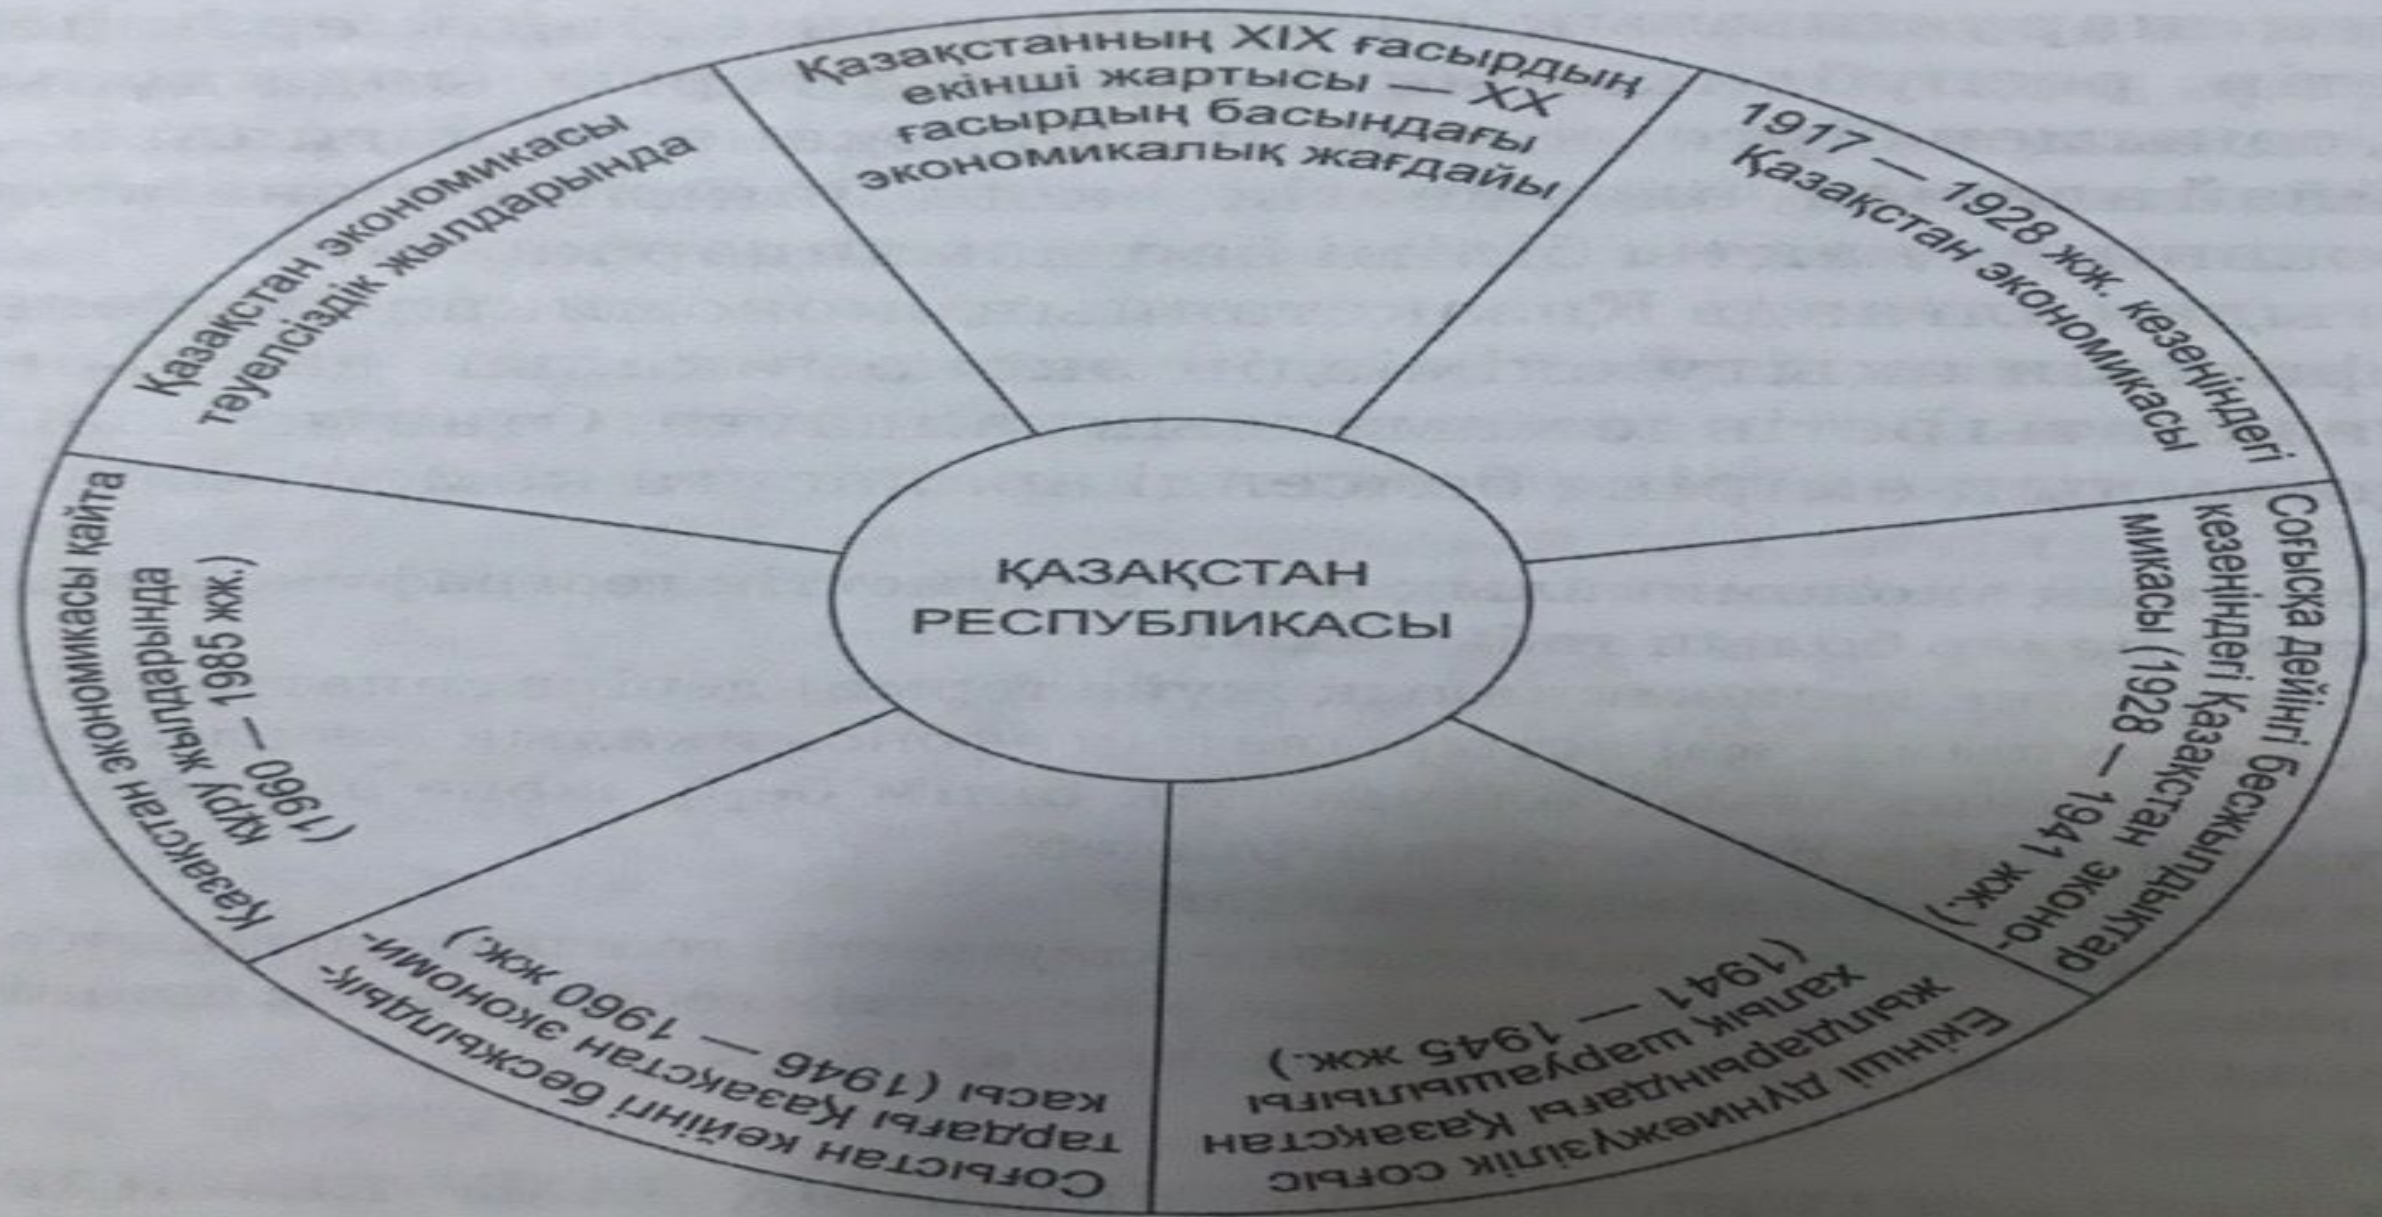 Қазақстанның XIX ғасырдың
екінші жартысы — XX
ғасырдың басындағы
экономикалық жағдайы
1917 — 1928 жж. кезеңіндегі
Қазақстан экономикасы
Соғысқа дейінгі бесжылдықтар
кезеңіндегі Қазақстан эконо-
микасы (1928 — 1941 жж.)
Екінші дүниежүзілік соғыс
жылдарындағы Қазақстан
халық шаруашылығы
(1941 — 1945 жж.)
Соғыстан кейінгі бесжылдық-
тардағы Қазақстан экономи-
касы (1946 — 1960 жж.)
Қазақстан экономикасы қайта
құру жылдарында
(1960 — 1985 жж.)
Қазақстан экономикасы
тәуелсіздік жылдарында
ҚАЗАҚСТАН
РЕСПУБЛИКАСЫ